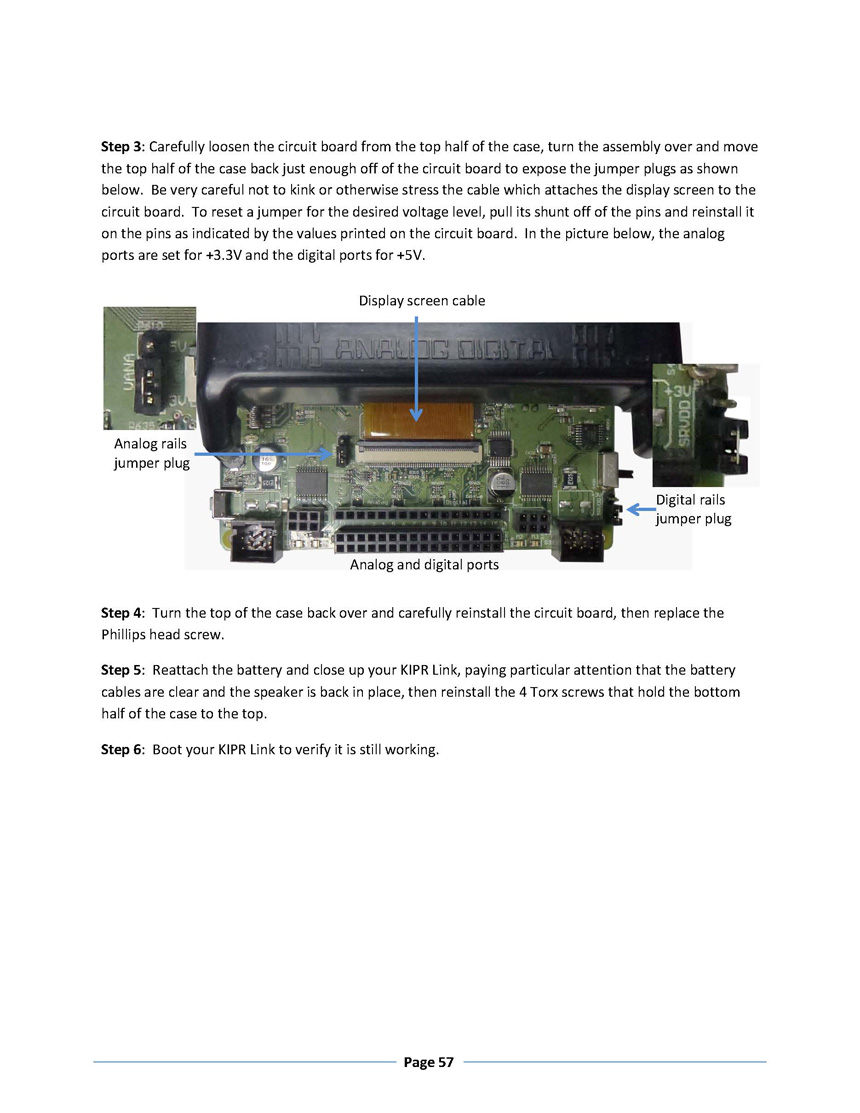 Step 3: Carefully loosen the circuit board from the top half of the case, turn the assembly over and move
the top half of the case back just enough off of the circuit board to expose the jumper plugs as shown
below.  Be very careful not to kink or otherwise stress the cable which attaches the display screen to the
circuit board.  To reset a jumper for the desired voltage level, pull its shunt off of the pins and reinstall it
on the pins as indicated by the values printed on the circuit board.  In the picture below, the analog
ports are set for +3.3V and the digital ports for +5V.
Display screen cable
5V
VANA
3V
ANALOG DIGITAL
+3V
Analog rails
jumper plug
Digital rails
jumper plug
Analog and digital ports
Step 4:  Turn the top of the case back over and carefully reinstall the circuit board, then replace the
Phillips head screw.
Step 5:  Reattach the battery and close up your KIPR Link, paying particular attention that the battery
cables are clear and the speaker is back in place, then reinstall the 4 Torx screws that hold the bottom
half of the case to the top.
Step 6:  Boot your KIPR Link to verify it is still working.
Page 57